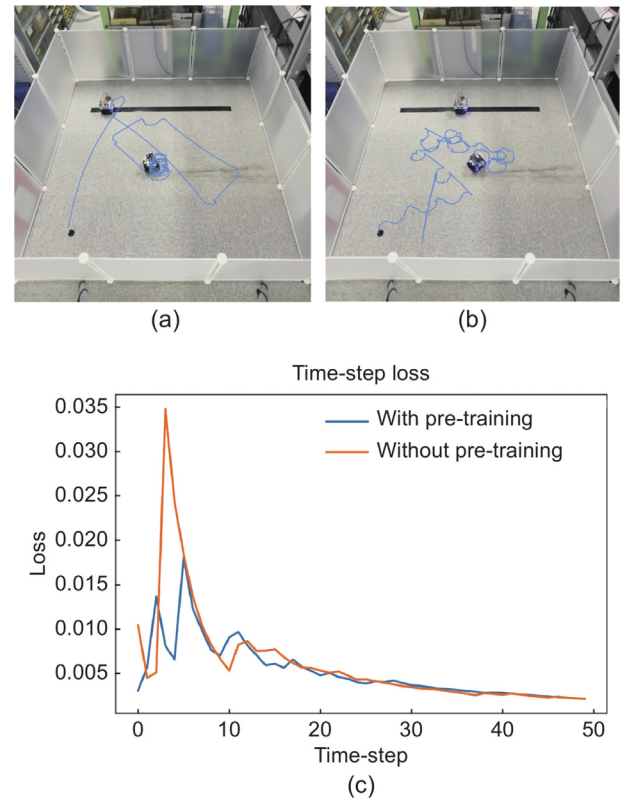 (a)
(b)
Time-step loss
With pre-training
Without pre-training
0.035
0.030
0.025
0.020
0.015
0.010
0.005
Loss
0
10
20
30
40
50
Time-step
(c)